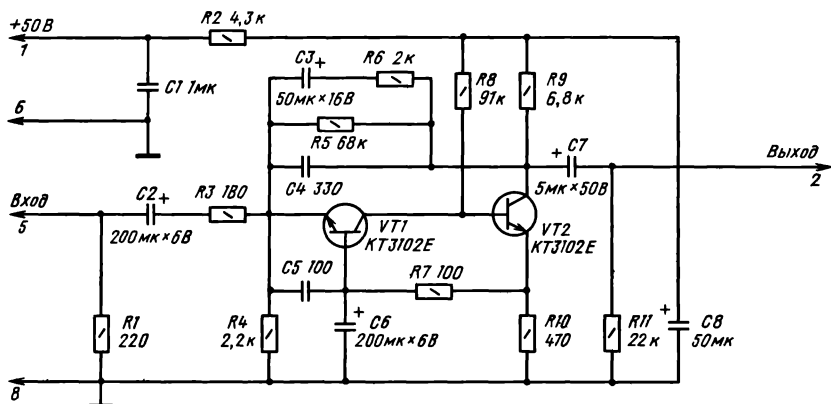 +50В
1
R2 4,3к
C1 1мк
6
C3 +
50мк×16В
R6 2к
R5 68к
C4 330
R8
91к
R9
6,8к
+ C7
5мк×50В
Выход
2
Вход
5
C2 +
200мк×6В
R3 180
VT1
КТ3102Е
VT2
КТ3102Е
C5 100
R7 100
R1
220
R4
2,2к
+ C6
200мк×6В
R10
470
R11
22к
+ C8
50мк
8